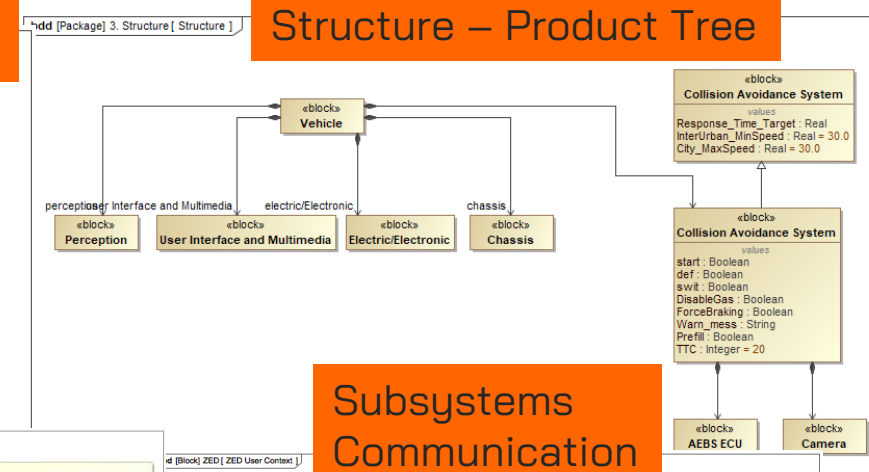 bdd [Package] 3. Structure [ Structure ]
Structure – Product Tree
«block»
Vehicle
«block»
Collision Avoidance System
values
Response_Time_Target : Real
InterUrban_MinSpeed : Real = 30.0
City_MaxSpeed : Real = 30.0
user Interface and Multimedia
electric/Electronic
chassis
«block»
Perception
«block»
User Interface and Multimedia
«block»
Electric/Electronic
«block»
Chassis
«block»
Collision Avoidance System
values
start : Boolean
def : Boolean
swit : Boolean
DisableGas : Boolean
ForceBraking : Boolean
Warn_mess : String
Prefill : Boolean
TTC : Integer = 20
«block»
AEBS ECU
«block»
Camera
Subsystems
Communication
[Block] ZED [ ZED User Context ]